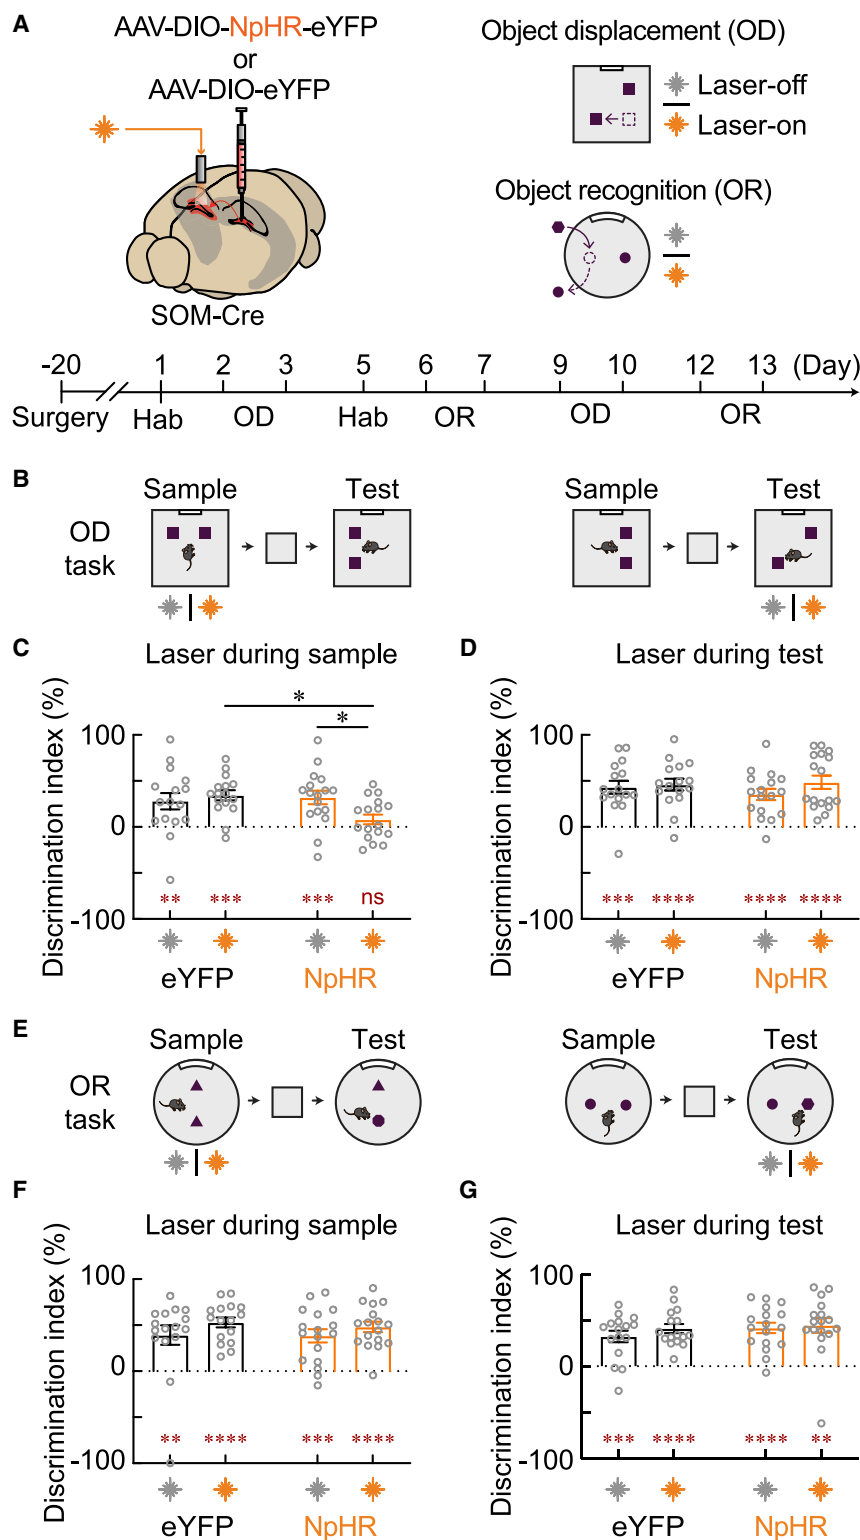 A
AAV-DIO-NpHR-eYFP
or
AAV-DIO-eYFP
SOM-Cre
Object displacement (OD)
Laser-off
Laser-on
Object recognition (OR)
-20 1 2 3 5 6 7 9 10 12 13 (Day)
Surgery Hab OD Hab OR OD OR
B
OD
task
Sample Test
Sample Test
C
Laser during sample
Discrimination index (%)
100
0
-100
* *
** *** *** ns
eYFP NpHR
D
Laser during test
Discrimination index (%)
100
0
-100
*** **** **** ****
eYFP NpHR
E
OR
task
Sample Test
Sample Test
F
Laser during sample
Discrimination index (%)
100
0
-100
** **** *** ****
eYFP NpHR
G
Laser during test
Discrimination index (%)
100
0
-100
*** **** **** **
eYFP NpHR